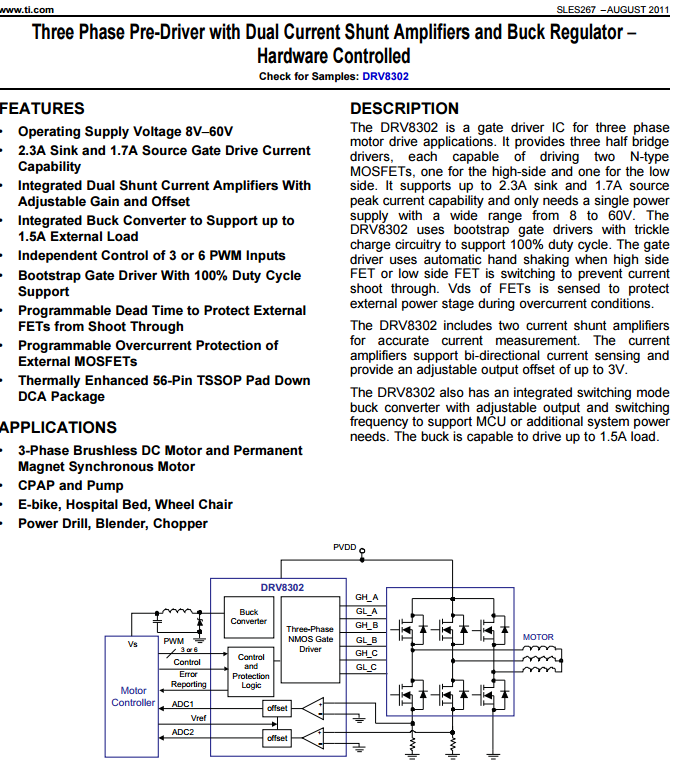 www.ti.com
SLES267 –AUGUST 2011
Three Phase Pre-Driver with Dual Current Shunt Amplifiers and Buck Regulator –
Hardware Controlled
Check for Samples: DRV8302
FEATURES
• Operating Supply Voltage 8V–60V
• 2.3A Sink and 1.7A Source Gate Drive Current
Capability
• Integrated Dual Shunt Current Amplifiers With
Adjustable Gain and Offset
• Integrated Buck Converter to Support up to
1.5A External Load
• Independent Control of 3 or 6 PWM Inputs
• Bootstrap Gate Driver With 100% Duty Cycle
Support
• Programmable Dead Time to Protect External
FETs from Shoot Through
• Programmable Overcurrent Protection of
External MOSFETs
• Thermally Enhanced 56-Pin TSSOP Pad Down
DCA Package
APPLICATIONS
• 3-Phase Brushless DC Motor and Permanent
Magnet Synchronous Motor
• CPAP and Pump
• E-bike, Hospital Bed, Wheel Chair
• Power Drill, Blender, Chopper
DESCRIPTION
The DRV8302 is a gate driver IC for three phase
motor drive applications. It provides three half bridge
drivers, each capable of driving two N-type
MOSFETs, one for the high-side and one for the low
side. It supports up to 2.3A sink and 1.7A source
peak current capability and only needs a single power
supply with a wide range from 8 to 60V. The
DRV8302 uses bootstrap gate drivers with trickle
charge circuitry to support 100% duty cycle. The gate
driver uses automatic hand shaking when high side
FET or low side FET is switching to prevent current
shoot through. Vds of FETs is sensed to protect
external power stage during overcurrent conditions.
The DRV8302 includes two current shunt amplifiers
for accurate current measurement. The current
amplifiers support bi-directional current sensing and
provide an adjustable output offset of up to 3V.
The DRV8302 also has an integrated switching mode
buck converter with adjustable output and switching
frequency to support MCU or additional system power
needs. The buck is capable to drive up to 1.5A load.
PVDD
DRV8302
Buck
Converter
Three-Phase
NMOS Gate
Driver
GH_A
GL_A
GH_B
GL_B
GH_C
GL_C
MOTOR
Vs
PWM
3 or 6
Control
Error
Reporting
Control
and
Protection
Logic
Motor
Controller
ADC1
Vref
ADC2
offset
+
-
offset
+
-